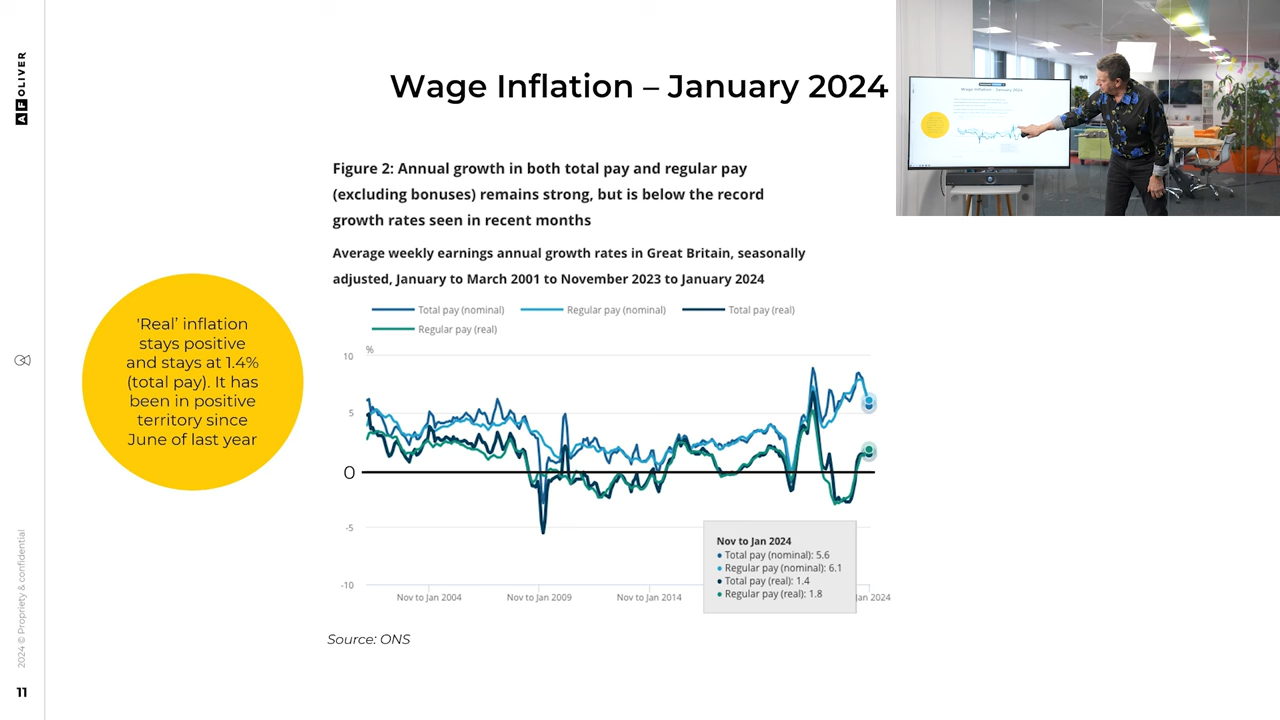 AF OLIVER
Wage Inflation – January 2024
Wage Inflation – January 2024
Figure 2: Annual growth in both total pay and regular pay
(excluding bonuses) remains strong, but is below the record
growth rates seen in recent months
Average weekly earnings annual growth rates in Great Britain, seasonally
adjusted, January to March 2001 to November 2023 to January 2024
'Real’ inflation
stays positive
and stays at 1.4%
(total pay). It has
been in positive
territory since
June of last year
Total pay (nominal) Regular pay (nominal) Total pay (real)
Regular pay (real)
%
10
5
0
-5
-10
Nov to Jan 2004 Nov to Jan 2009 Nov to Jan 2014 Jan 2024
Nov to Jan 2024
Total pay (nominal): 5.6
Regular pay (nominal): 6.1
Total pay (real): 1.4
Regular pay (real): 1.8
Source: ONS
2024 © Propriety & confidential
11